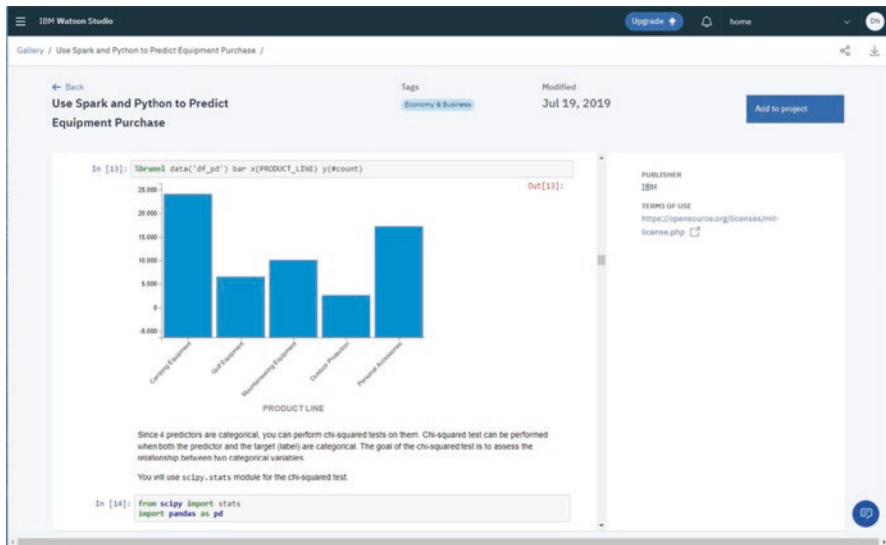 IBM Watson Studio
Upgrade
home
DN
Gallery / Use Spark and Python to Predict Equipment Purchase /
← Back
Use Spark and Python to Predict
Equipment Purchase
Tags
Economy & Business
Modified
Jul 19, 2019
Add to project
In [13]: %brunel data('df_pd') bar x(PRODUCT_LINE) y(#count)
Out[13]:
25.000
20.000
15.000
10.000
5.000
0
-5.000
Camping Equipment
Golf Equipment
Mountaineering Equipment
Outdoor Protection
Personal Accessories
PRODUCT LINE
Since 4 predictors are categorical, you can perform chi-squared tests on them. Chi-squared test can be performed
when both the predictor and the target (label) are categorical. The goal of the chi-squared test is to assess the
relationship between two categorical variables.
You will use scipy.stats module for the chi-squared test.
In [14]: from scipy import stats
import pandas as pd
PUBLISHER
IBM
TERMS OF USE
https://opensource.org/licenses/mit-
license.php